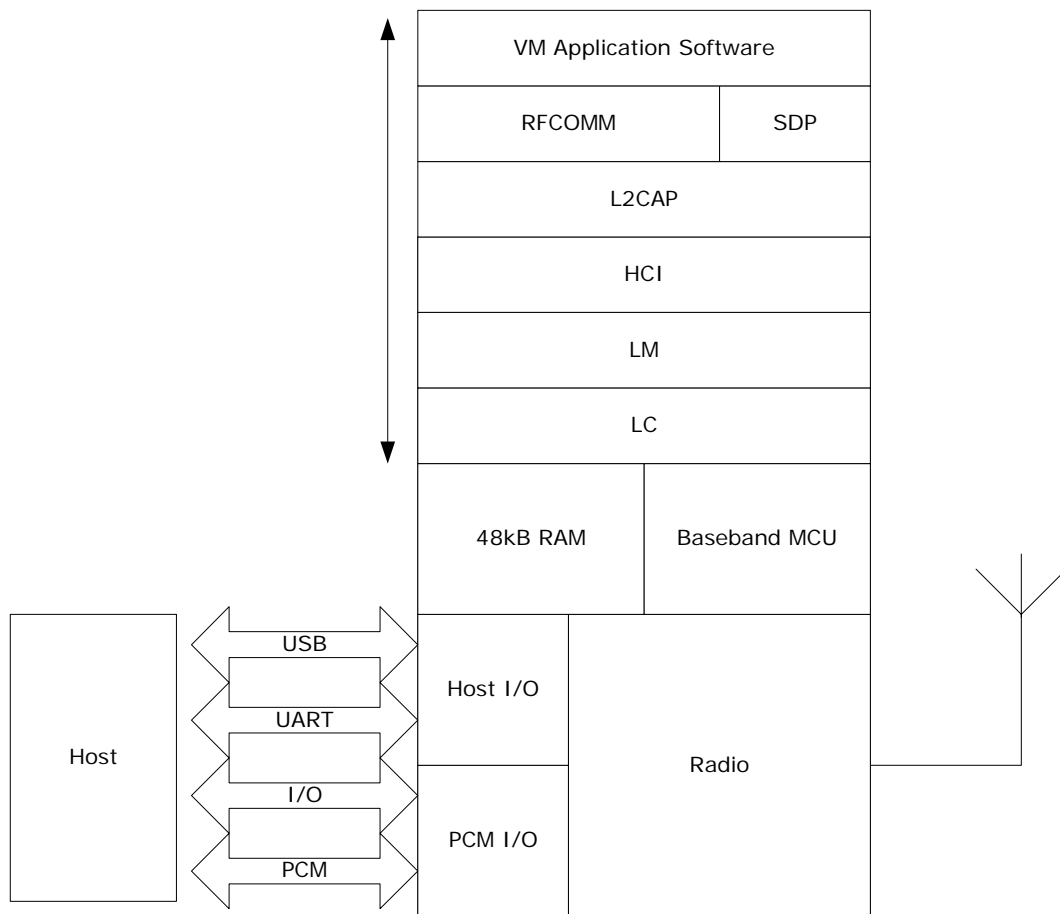 VM Application Software
RFCOMM
SDP
L2CAP
HCI
LM
LC
48kB RAM
Baseband MCU
USB
Host I/O
UART
Host
Radio
I/O
PCM I/O
PCM